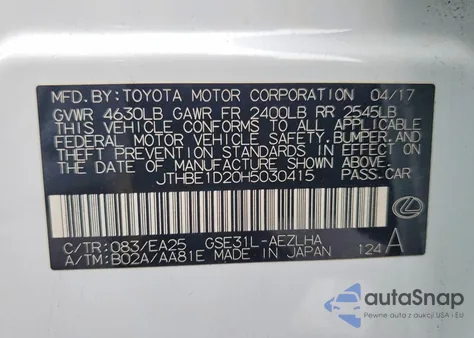 MFD.BY: TOYOTA MOTOR CORPORATION 04/17
GVWR 4630LB GAWR FR 2400LB RR 2545LB
THIS VEHICLE CONFORMS TO ALL APPLICABLE
FEDERAL MOTOR VEHICLE SAFETY, BUMPER, AND
THEFT PREVENTION STANDARDS IN EFFECT ON
THE DATE OF MANUFACTURE SHOWN ABOVE.
JTHBE1D20H5030415 PASS.CAR
C/TR: 083/EA25 GSE31L-AEZLHA
A/TM: B02A/AA81E MADE IN JAPAN 124 A
autoSnap
Pewne auta z USA i EU